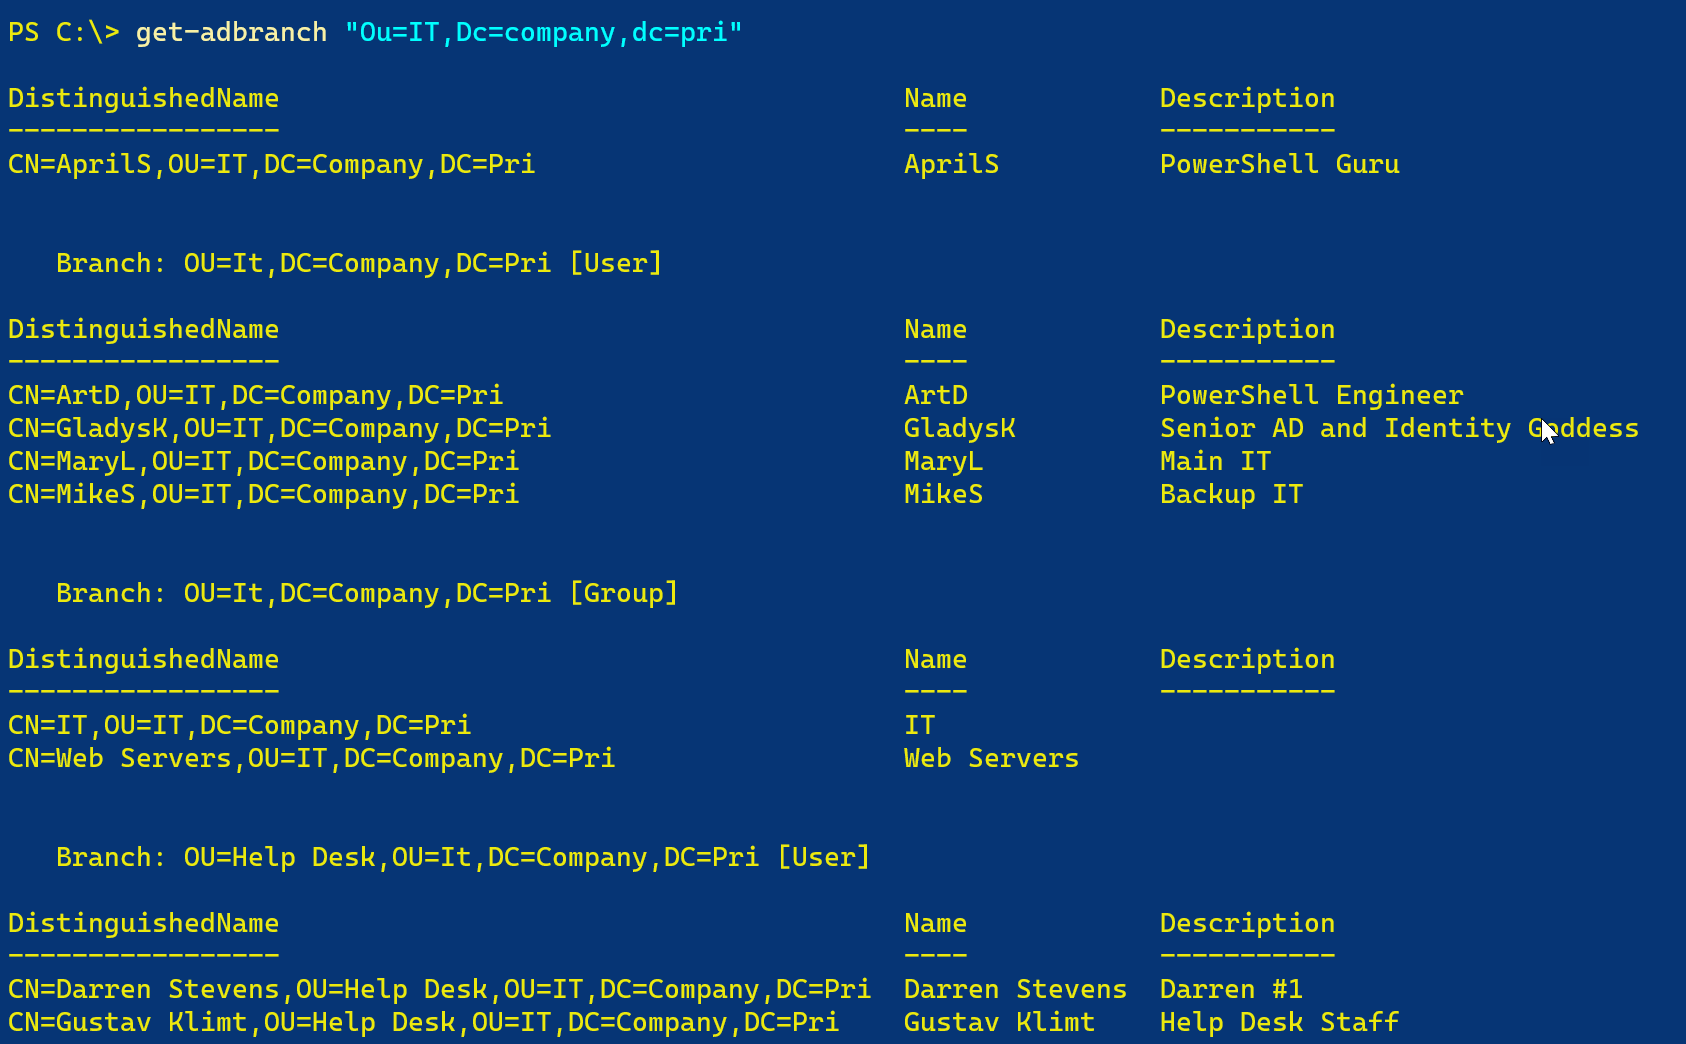 PS C:\> get-adbranch "Ou=IT,Dc=company,dc=pri"
DistinguishedName Name Description
----------------- ---- -----------
CN=AprilS,OU=IT,DC=Company,DC=Pri AprilS PowerShell Guru
Branch: OU=It,DC=Company,DC=Pri [User]
DistinguishedName Name Description
----------------- ---- -----------
CN=ArtD,OU=IT,DC=Company,DC=Pri ArtD PowerShell Engineer
CN=GladysK,OU=IT,DC=Company,DC=Pri GladysK Senior AD and Identity Goddess
CN=MaryL,OU=IT,DC=Company,DC=Pri MaryL Main IT
CN=MikeS,OU=IT,DC=Company,DC=Pri MikeS Backup IT
Branch: OU=It,DC=Company,DC=Pri [Group]
DistinguishedName Name Description
----------------- ---- -----------
CN=IT,OU=IT,DC=Company,DC=Pri IT
CN=Web Servers,OU=IT,DC=Company,DC=Pri Web Servers
Branch: OU=Help Desk,OU=It,DC=Company,DC=Pri [User]
DistinguishedName Name Description
----------------- ---- -----------
CN=Darren Stevens,OU=Help Desk,OU=IT,DC=Company,DC=Pri Darren Stevens Darren #1
CN=Gustav Klimt,OU=Help Desk,OU=IT,DC=Company,DC=Pri Gustav Klimt Help Desk Staff